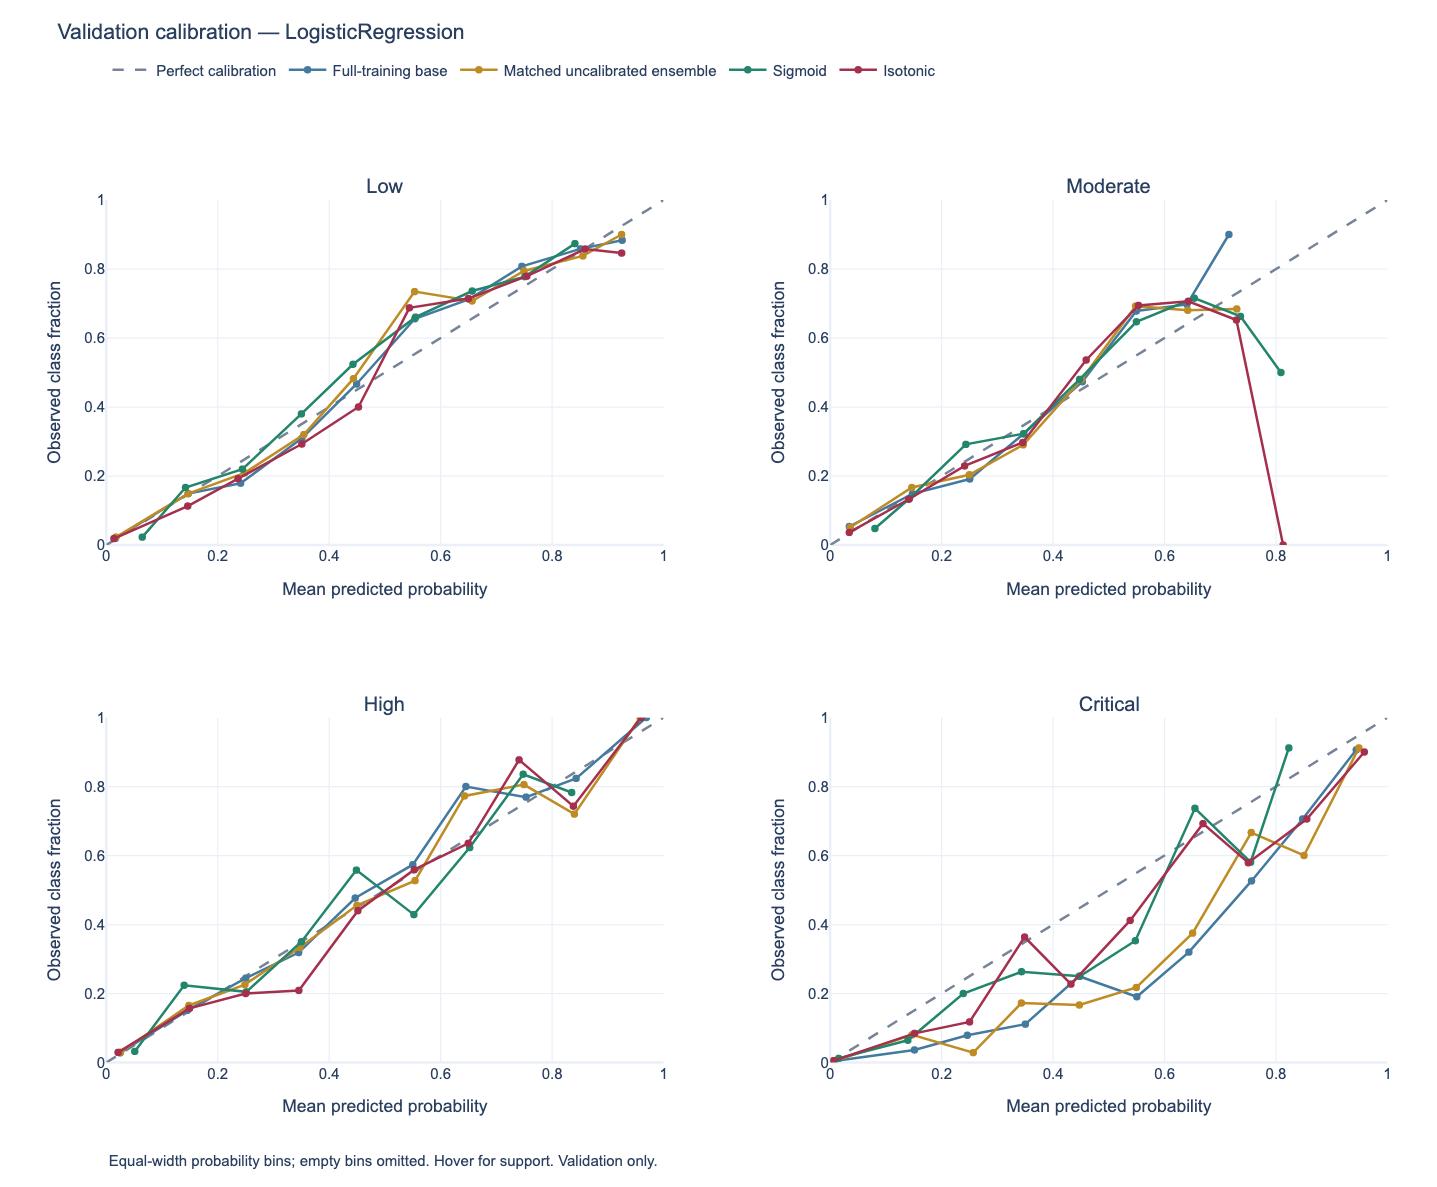 Validation calibration — LogisticRegression
Perfect calibration Full-training base Matched uncalibrated ensemble Sigmoid Isotonic
Low
1
0.8
0.6
0.4
0.2
0
Observed class fraction
0 0.2 0.4 0.6 0.8 1
Mean predicted probability
Moderate
1
0.8
0.6
0.4
0.2
0
Observed class fraction
0 0.2 0.4 0.6 0.8 1
Mean predicted probability
High
1
0.8
0.6
0.4
0.2
0
Observed class fraction
0 0.2 0.4 0.6 0.8 1
Mean predicted probability
Critical
1
0.8
0.6
0.4
0.2
0
Observed class fraction
0 0.2 0.4 0.6 0.8 1
Mean predicted probability
Equal-width probability bins; empty bins omitted. Hover for support. Validation only.